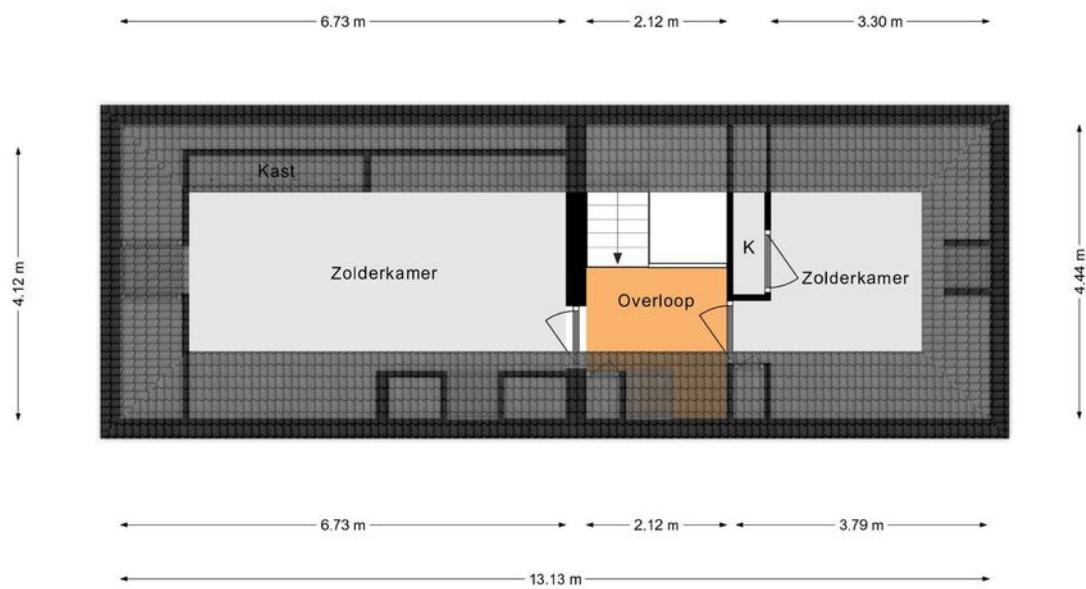 6.73 m
2.12 m
3.30 m
Kast
4.12 m
4.44 m
Zolderkamer
K
Zolderkamer
Overloop
6.73 m
2.12 m
3.79 m
13.13 m